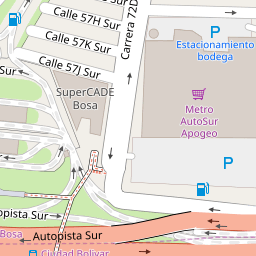 Calle 57H Sur
Carrera 72D
Calle 57K Sur
P
Estacionamiento
bodega
Calle 57J Sur
SuperCADE
Bosa
Metro
AutoSur
Apogeo
P
opista Sur
Autopista Sur
Bosa
Ciudad Bolívar